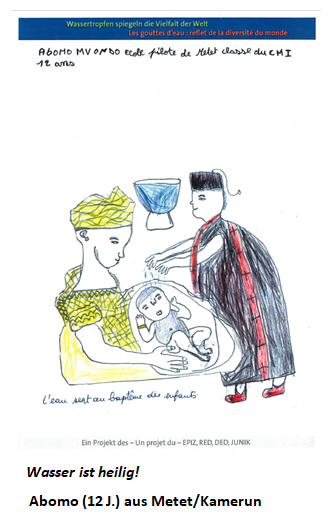 Wassertropfen spiegeln die Vielfalt der Welt
Les gouttes d'eau : reflet de la diversité du monde
ABOMO MVONDO Ecole pilote de Metet classe du CMI
12 ans
L'eau sert au baptême des enfants.
Ein Projekt des – Un projet du – EPIZ, RED, DED, JUNIK
Wasser ist heilig!
Abomo (12 J.) aus Metet/Kamerun